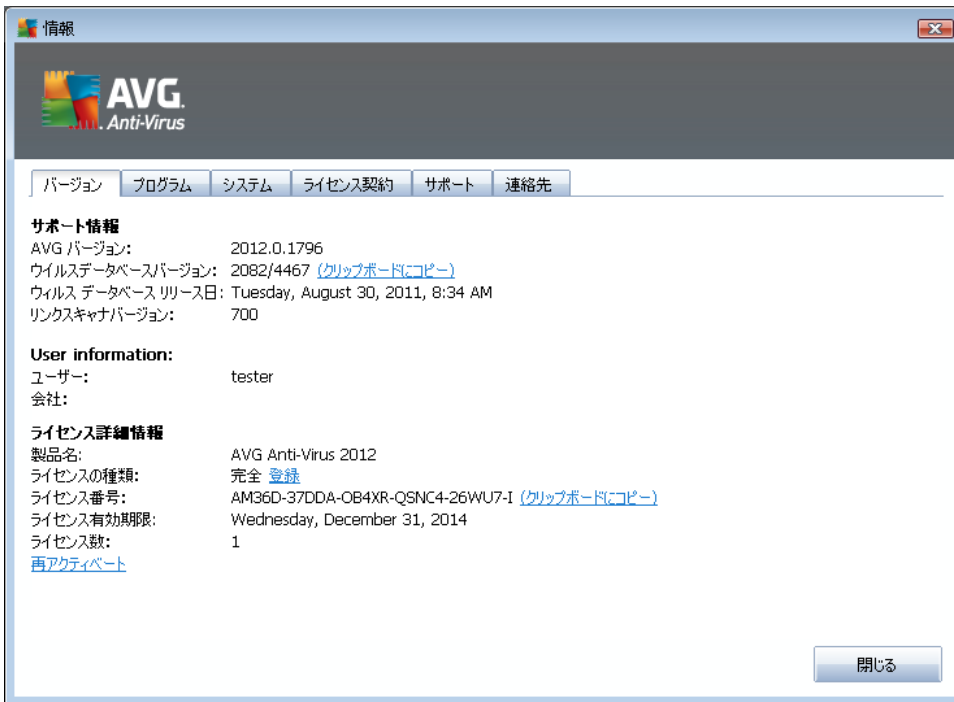 情報
AVG.
Anti-Virus
バージョン プログラム システム ライセンス契約 サポート 連絡先
サポート情報
AVG バージョン: 2012.0.1796
ウイルスデータベースバージョン: 2082/4467 (クリップボードにコピー)
ウィルス データベース リリース日: Tuesday, August 30, 2011, 8:34 AM
リンクスキャナバージョン: 700
User information:
ユーザー: tester
会社:
ライセンス詳細情報
製品名: AVG Anti-Virus 2012
ライセンスの種類: 完全 登録
ライセンス番号: AM36D-37DDA-OB4XR-QSNC4-26WU7-I (クリップボードにコピー)
ライセンス有効期限: Wednesday, December 31, 2014
ライセンス数: 1
再アクティベート
閉じる